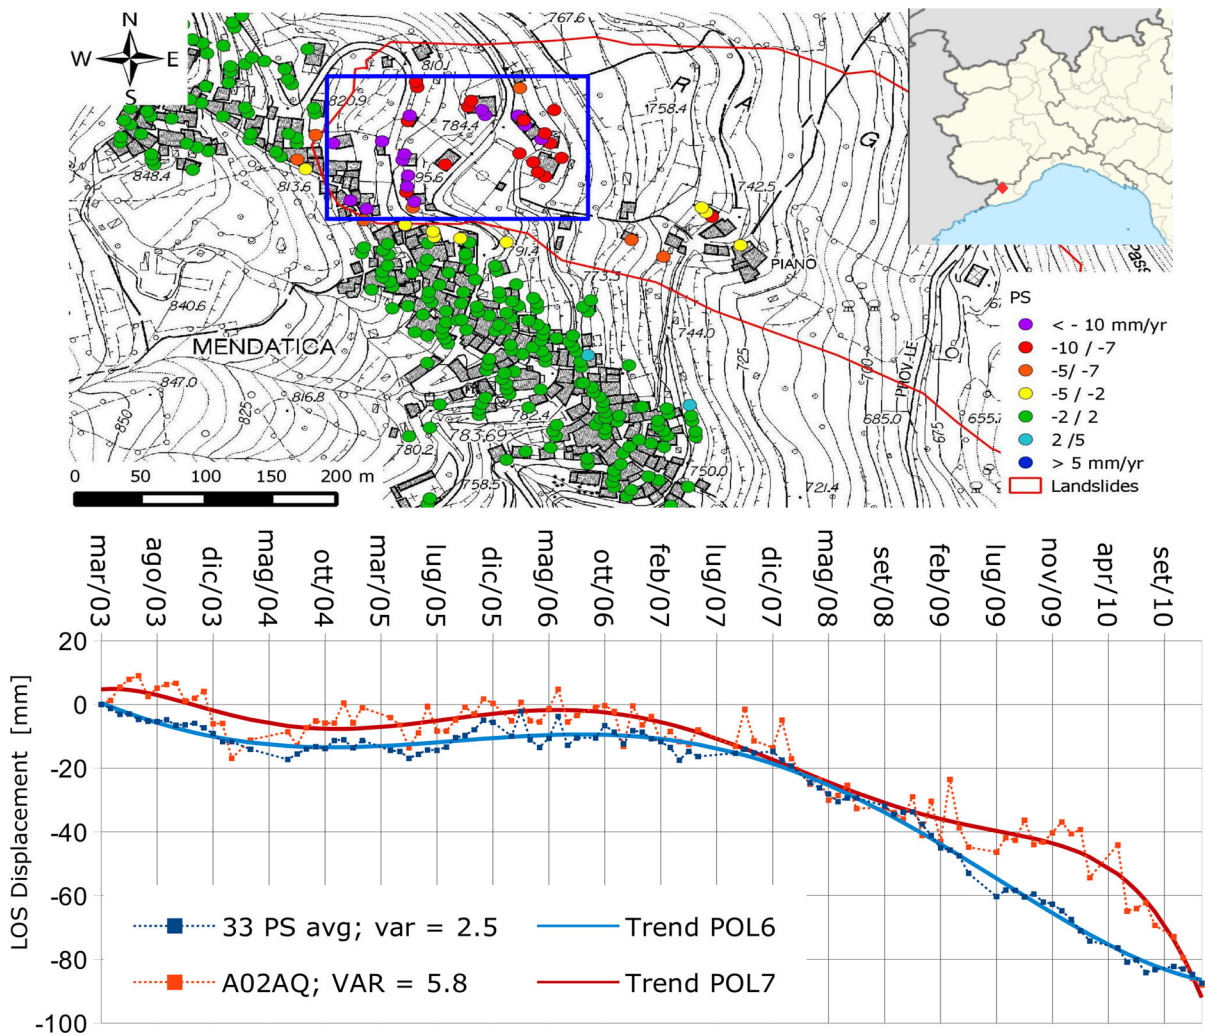 N
W E
S
767.6
810.1
820.9
R
A
758.4
784.4
G
848.4
813.6
95.6
742.5
91.4
PIANO
773.5
840.6
MENDATICA
744.0
847.0
816.8
725
700
PROV.LE
850
825
782.4
783.69
685.0
675
655.7
780.2
750.0
758.5
721.4
0 50 100 150 200 m
PS
< - 10 mm/yr
-10 / -7
-5/ -7
-5 / -2
-2 / 2
2 /5
> 5 mm/yr
Landslides
mar/03 ago/03 dic/03 mag/04 ott/04 mar/05 lug/05 dic/05 mag/06 ott/06 feb/07 lug/07 dic/07 mag/08 set/08 feb/09 lug/09 nov/09 apr/10 set/10
LOS Displacement [mm]
20
0
-20
-40
-60
-80
-100
33 PS avg; var = 2.5
Trend POL6
A02AQ; VAR = 5.8
Trend POL7